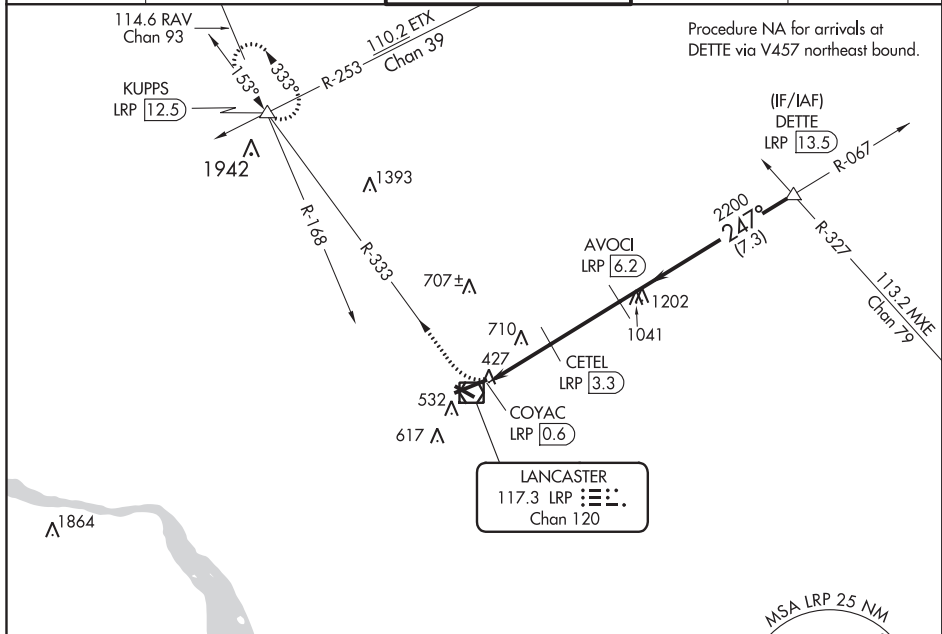 114.6 RAV
Chan 93
110.2 ETX
Chan 39
R-253
Procedure NA for arrivals at
DETTE via V457 northeast bound.
153°
333°
KUPPS
LRP 12.5
1942
1393
(IF/IAF)
DETTE
LRP 13.5
R-067
2200
247°
(7.3)
R-327
113.2 MXE
Chan 79
R-168
R-333
AVOCI
LRP 6.2
707±
1202
1041
710
427
CETEL
LRP 3.3
532
617
COYAC
LRP 0.6
LANCASTER
117.3 LRP
Chan 120
1864
MSA LRP 25 NM